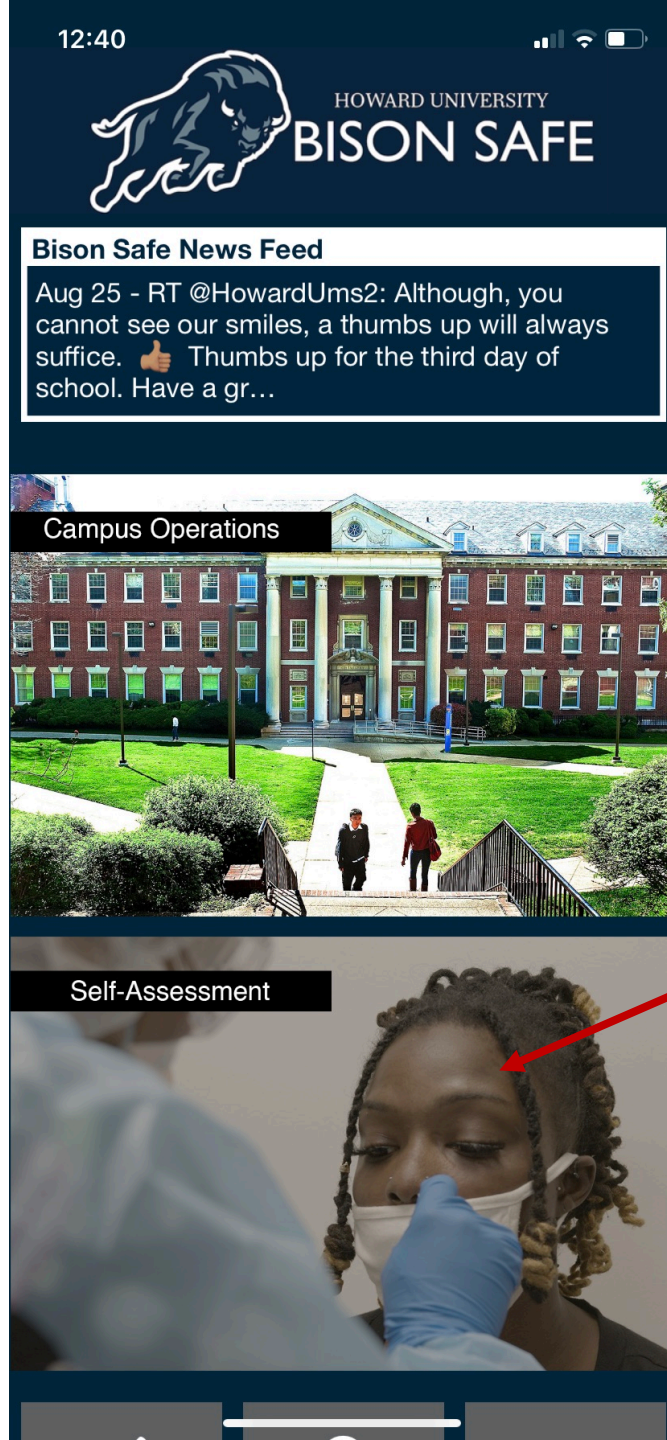 12:40
HOWARD UNIVERSITY
BISON SAFE
Bison Safe News Feed
Aug 25 - RT @HowardUms2: Although, you
cannot see our smiles, a thumbs up will always
suffice. 👍🏽 Thumbs up for the third day of
school. Have a gr...
Campus Operations
Self-Assessment